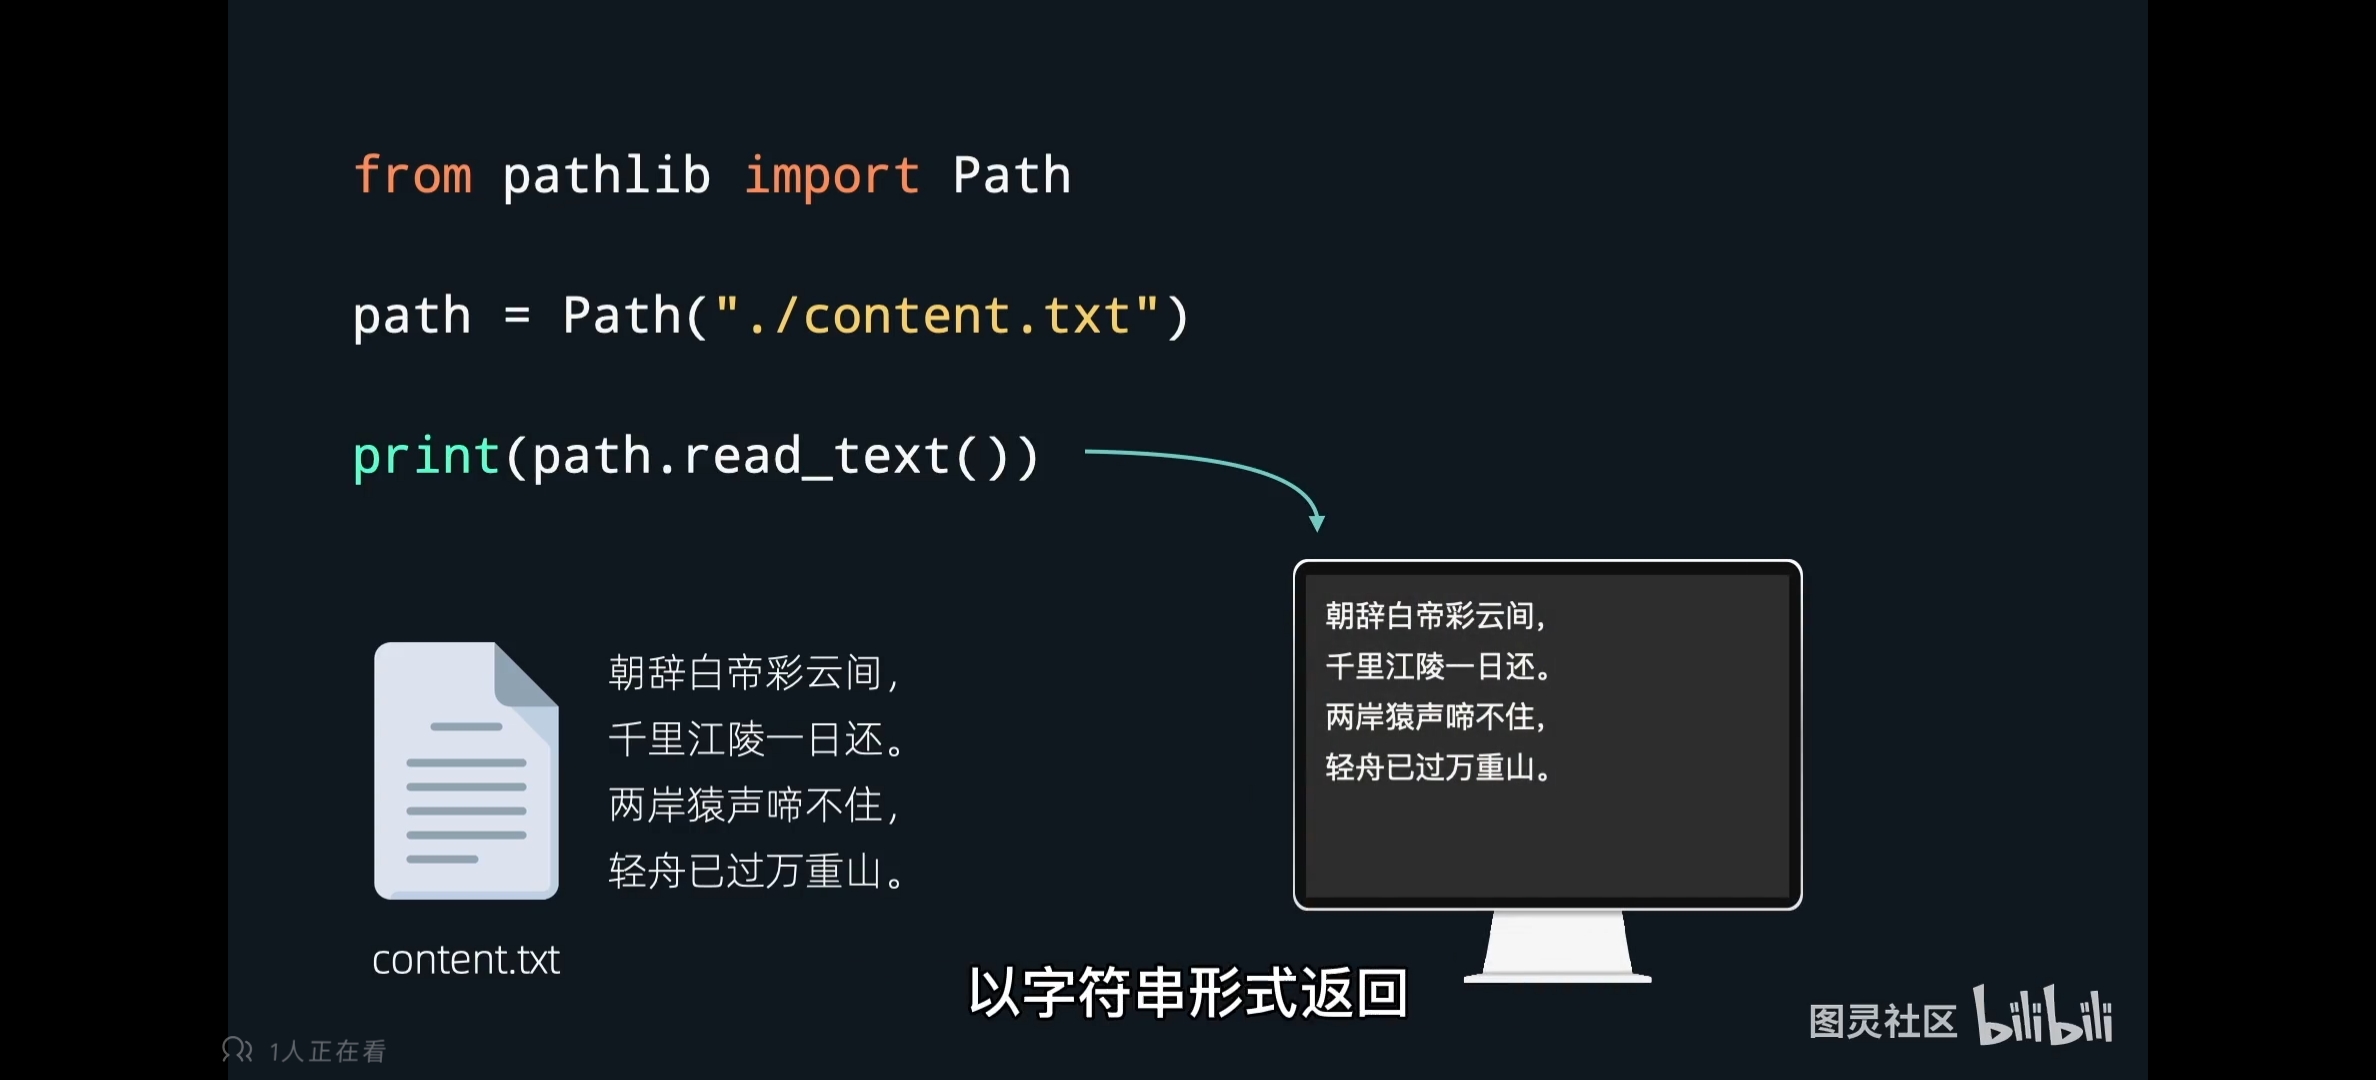 from pathlib import Path
path = Path("./content.txt")
print(path.read_text())
朝辞白帝彩云间,
千里江陵一日还。
两岸猿声啼不住,
轻舟已过万重山。
content.txt
朝辞白帝彩云间,
千里江陵一日还。
两岸猿声啼不住,
轻舟已过万重山。
以字符串形式返回
图灵社区 bilibili
1人正在看